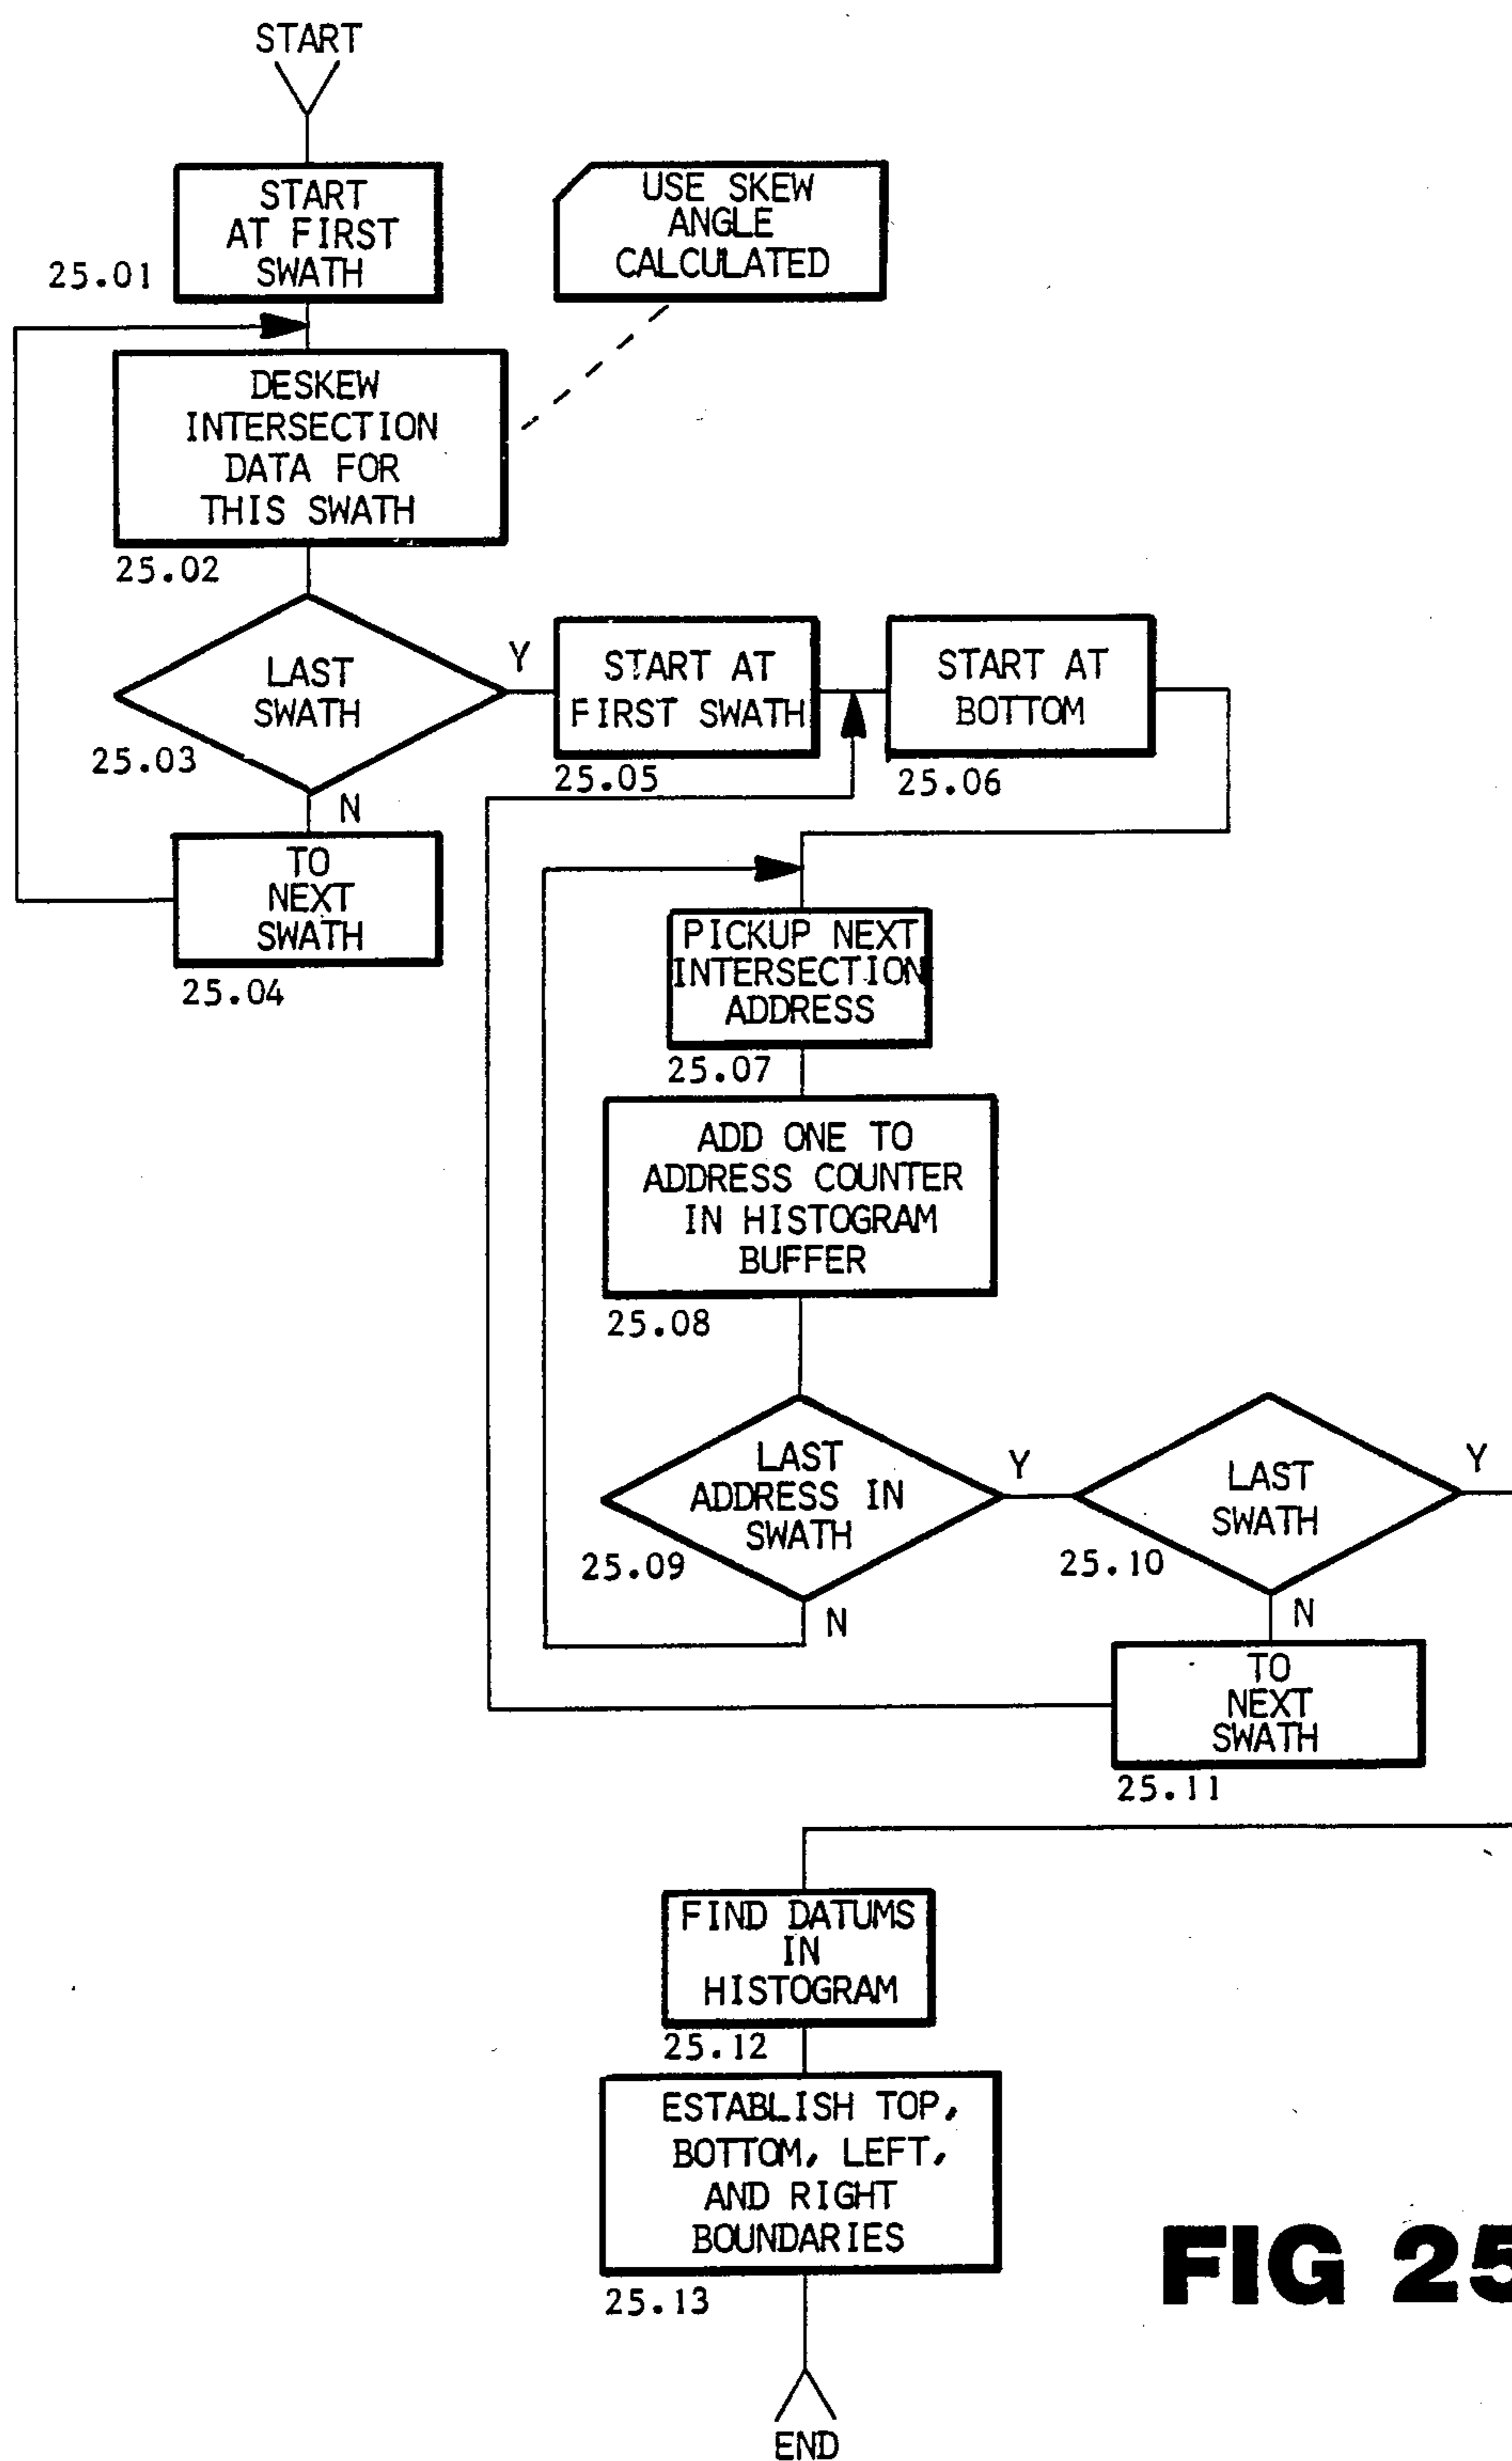 START
START
AT FIRST
SWATH
25.01
USE SKEW
ANGLE
CALCULATED
DESKEW
INTERSECTION
DATA FOR
THIS SWATH
25.02
LAST
SWATH
25.03
Y
N
TO
NEXT
SWATH
25.04
START AT
FIRST SWATH
25.05
START AT
BOTTOM
25.06
PICKUP NEXT
INTERSECTION
ADDRESS
25.07
ADD ONE TO
ADDRESS COUNTER
IN HISTOGRAM
BUFFER
25.08
LAST
ADDRESS IN
SWATH
25.09
Y
N
LAST
SWATH
25.10
Y
N
TO
NEXT
SWATH
25.11
FIND DATUMS
IN
HISTOGRAM
25.12
ESTABLISH TOP,
BOTTOM, LEFT,
AND RIGHT
BOUNDARIES
25.13
END
FIG 25